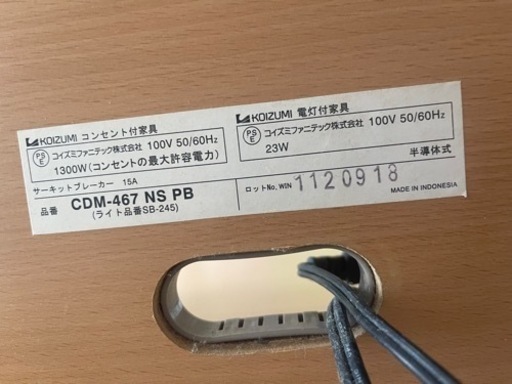 KOIZUMI コンセント付家具
PS E コイズミファニテック株式会社 100V 50/60Hz
1300W(コンセントの最大許容電力)
サーキットブレーカー 15A
品番 CDM-467 NS PB
(ライト品番SB-245)
KOIZUMI 電灯付家具
PS E コイズミファニテック株式会社 100V 50/60Hz
23W 半導体式
ロットNo, WIN 1120918
MADE IN INDONESIA